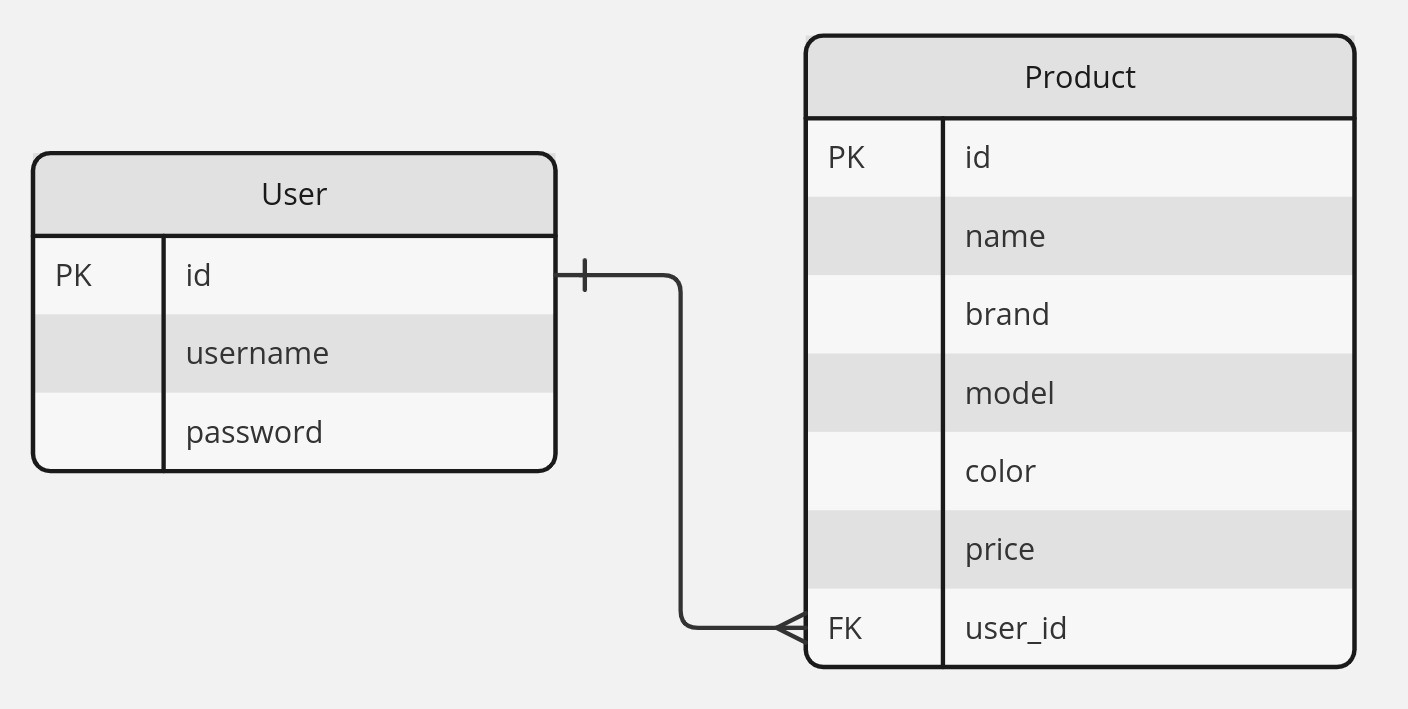 User
PK id
username
password
Product
PK id
name
brand
model
color
price
FK user_id